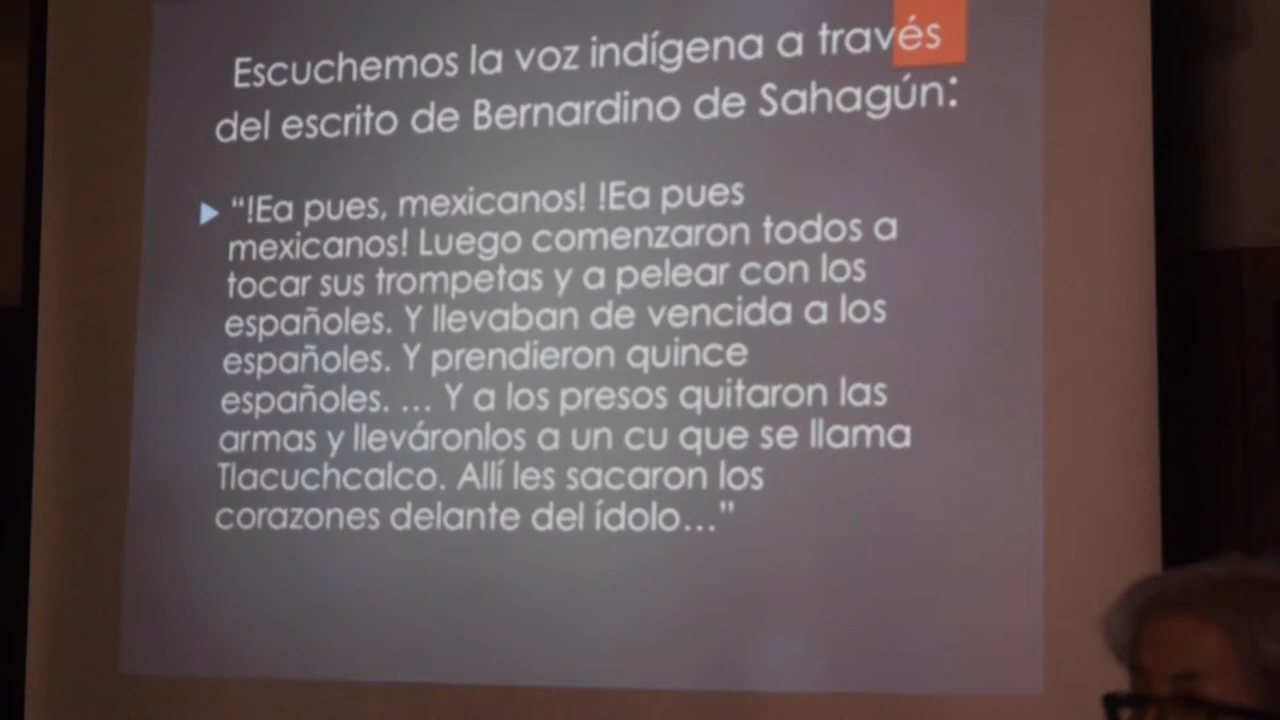 Escuchemos la voz indígena a través
del escrito de Bernardino de Sahagún:
“!Ea pues, mexicanos! !Ea pues
mexicanos! Luego comenzaron todos a
tocar sus trompetas y a pelear con los
españoles. Y llevaban de vencida a los
españoles. Y prendieron quince
españoles. ... Y a los presos quitaron las
armas y lleváronlos a un cu que se llama
Tlacuchcalco. Allí les sacaron los
corazones delante del ídolo...”